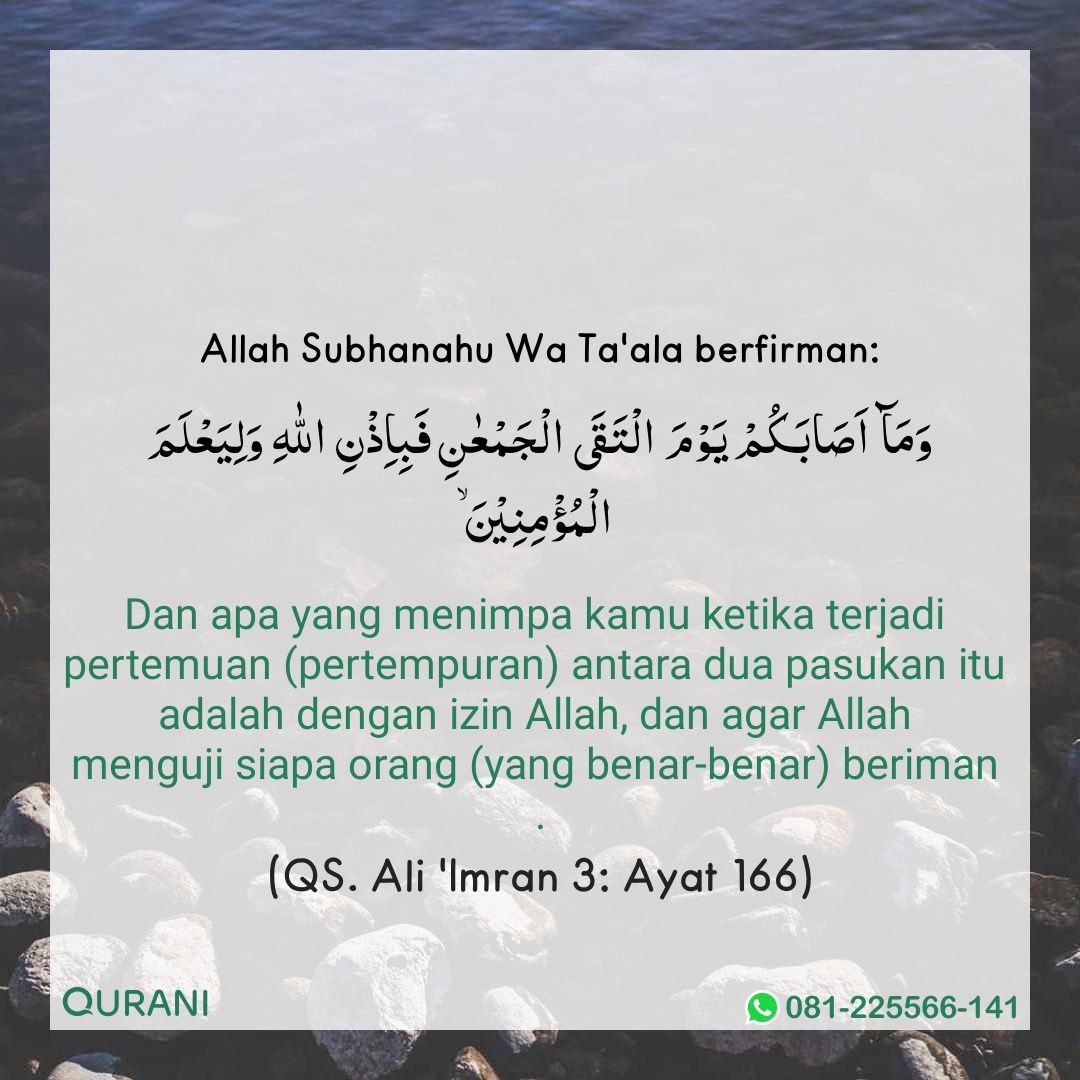 Allah Subhanahu Wa Ta'ala berfirman:
وَمَاۤ اَصَابَكُمْ يَوْمَ الْتَقَى الْجَمْعٰنِ فَبِاِذْنِ اللّٰهِ وَلِيَعْلَمَ
الْمُؤْمِنِيْنَ ۙ
Dan apa yang menimpa kamu ketika terjadi
pertemuan (pertempuran) antara dua pasukan itu
adalah dengan izin Allah, dan agar Allah
menguji siapa orang (yang benar-benar) beriman
.
(QS. Ali 'Imran 3: Ayat 166)
QURANI
081-225566-141